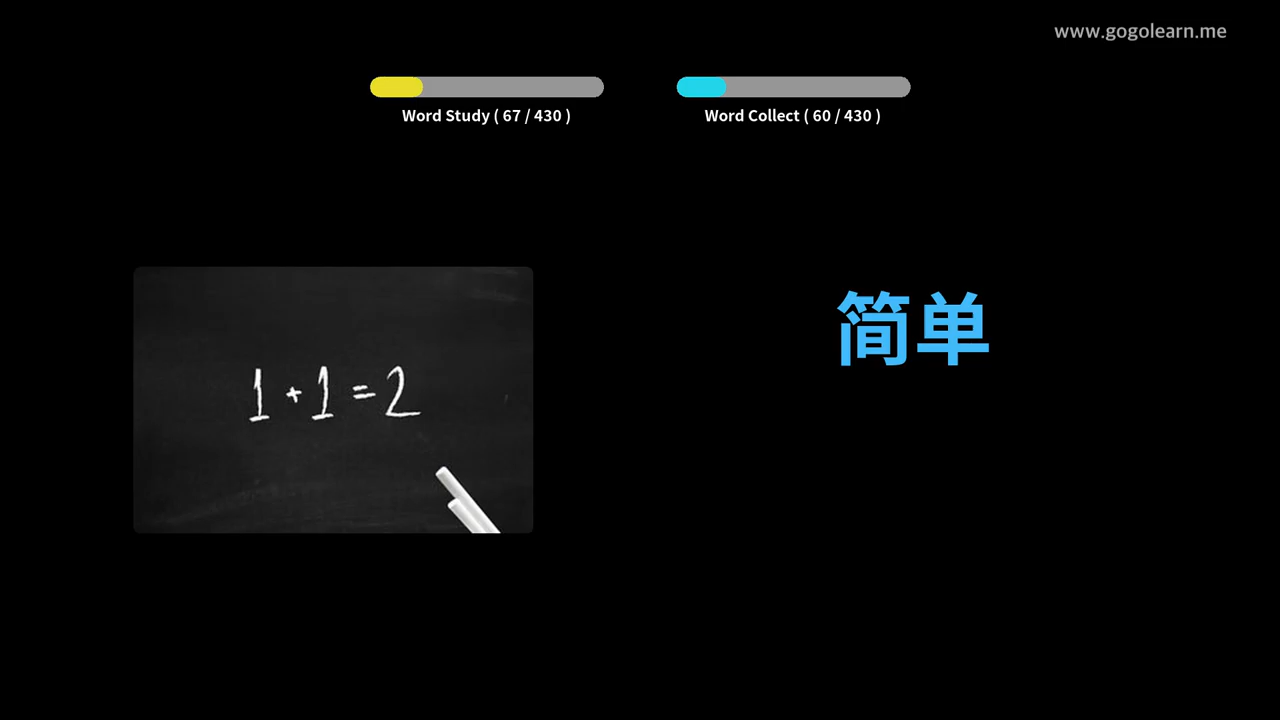 www.gogolearn.me
Word Study ( 67 / 430 )
Word Collect ( 60 / 430 )
简单
1 + 1 = 2